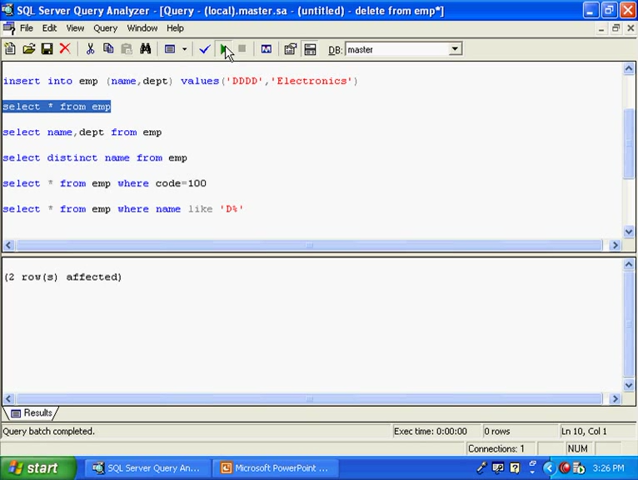 SQL Server Query Analyzer - [Query - (local).master.sa - (untitled) - delete from emp*]
File Edit Query Tools Window Help
DB: master
insert into emp (name,dept) values('DDDD','Electronics')
select * from emp
select name,dept from emp
select distinct name from emp
select * from emp where code=100
select * from emp where name like 'D%'
(2 row(s) affected)
Results
Query batch completed. Exec time: 0:00:00 0 rows Ln 10, Col 1
Connections: 1 NUM
start SQL Server Query An... Microsoft PowerPoint ... 3:26 PM